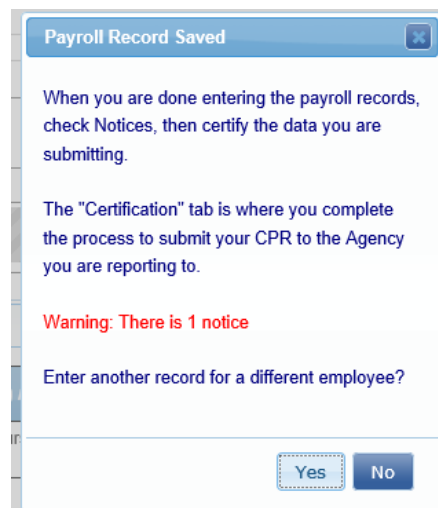 Payroll Record Saved
When you are done entering the payroll records,
check Notices, then certify the data you are
submitting.
The "Certification" tab is where you complete
the process to submit your CPR to the Agency
you are reporting to.
Warning: There is 1 notice
Enter another record for a different employee?
Yes No